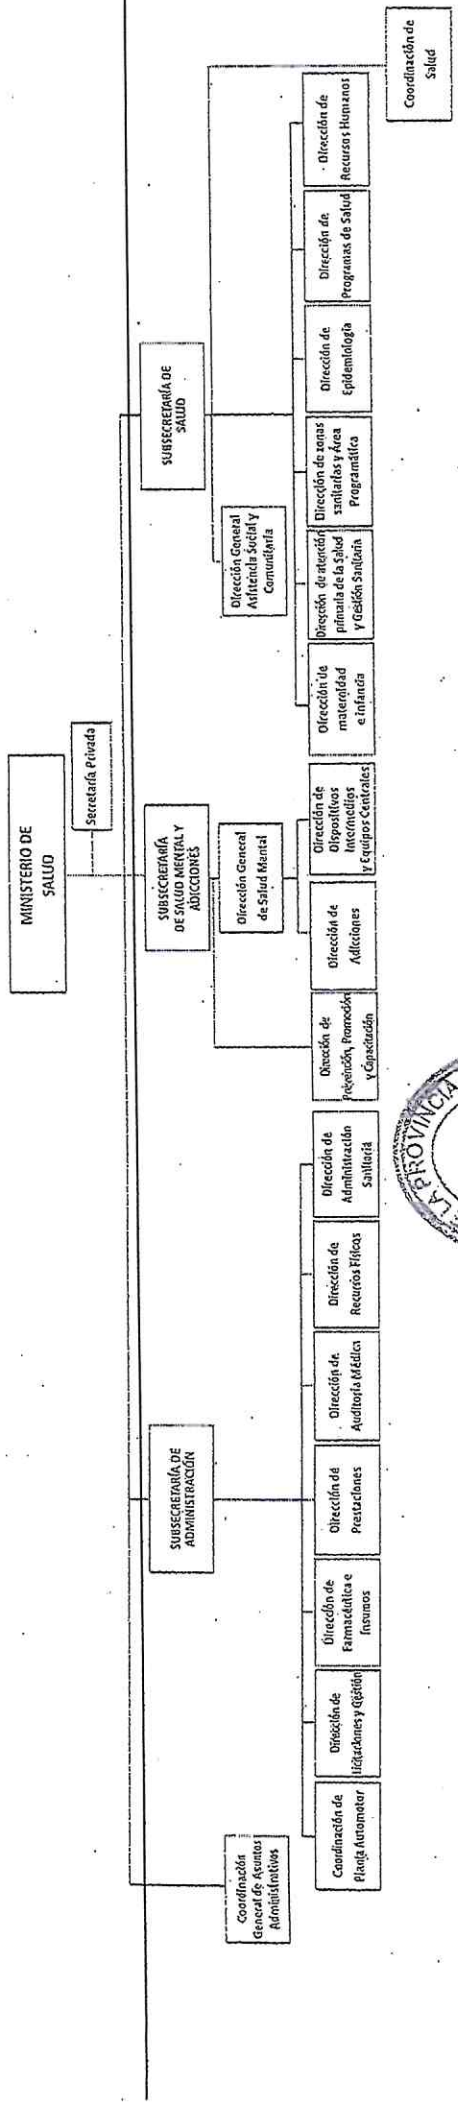 MINISTERIO DE
SALUD
Secretaría Privada
Coordinación
General de Asuntos
Administrativos
SUBSECRETARÍA DE
ADMINISTRACIÓN
Coordinación de
Planta Automotor
Dirección de
Licitaciones y Gestión
Dirección de
Farmacéutica e
Insumos
Dirección de
Prestaciones
Dirección de
Auditoría Médica
Dirección de
Recursos Físicos
Dirección de
Administración
Sanitaria
SUBSECRETARÍA
DE SALUD MENTAL Y
ADICCIONES
Dirección General
de Salud Mental
Dirección de
Prevención, Promoción
y Capacitación
Dirección de
Adicciones
Dirección de
Dispositivos
Intermedios
y Equipos Centrales
SUBSECRETARÍA DE
SALUD
Dirección General
Asistencia Social y
Comunitaria
Dirección de
maternidad
e infancia
Dirección de atención
primaria de la Salud
y Gestión Sanitaria
Dirección de zonas
sanitarias y Área
Programática
Dirección de
Epidemiología
Dirección de
Programas de Salud
Dirección de
Recursos Humanos
Coordinación de
Salud
LA PROVINCIA